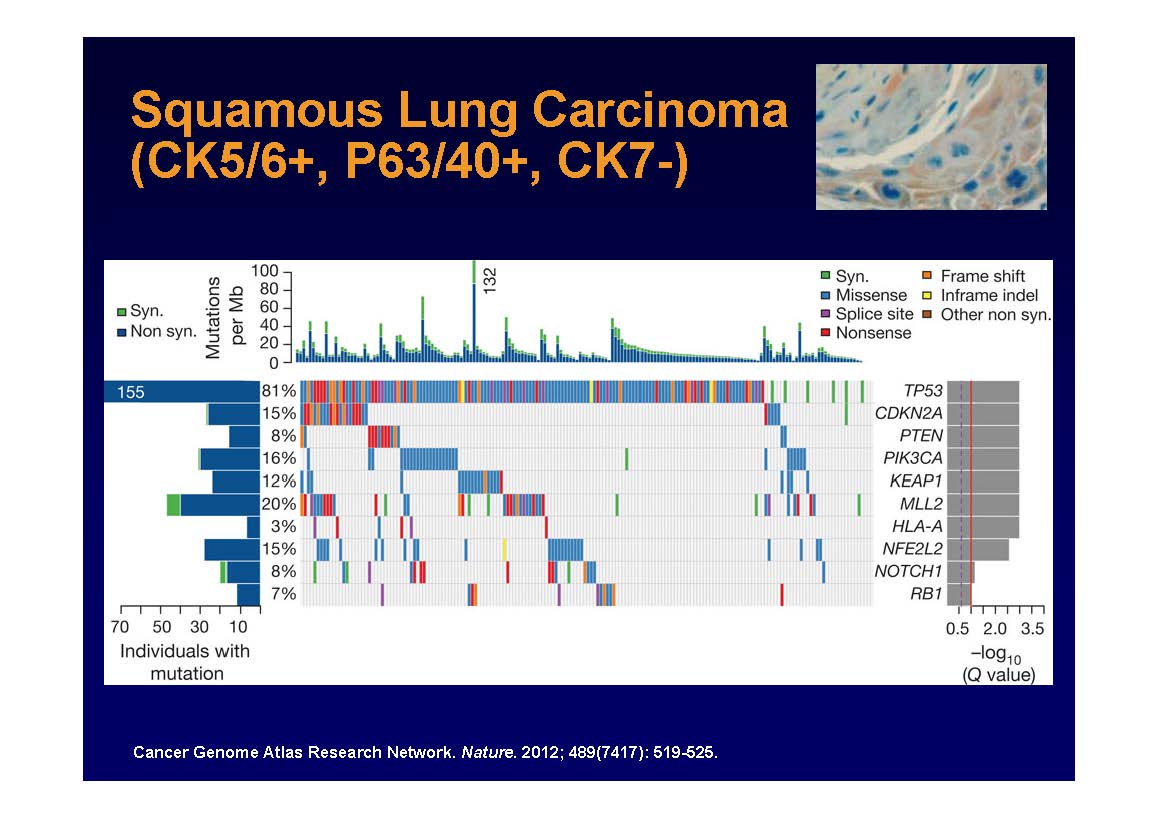 Squamous Lung Carcinoma
(CK5/6+, P63/40+, CK7-)
Syn.
Non syn.
Mutations
per Mb
100
80
60
40
20
0
132
Syn.
Missense
Splice site
Nonsense
Frame shift
Inframe indel
Other non syn.
155 81% TP53
15% CDKN2A
8% PTEN
16% PIK3CA
12% KEAP1
20% MLL2
3% HLA-A
15% NFE2L2
8% NOTCH1
7% RB1
70 50 30 10
Individuals with
mutation
0.5 2.0 3.5
–log10
(Q value)
Cancer Genome Atlas Research Network. Nature. 2012; 489(7417): 519-525.